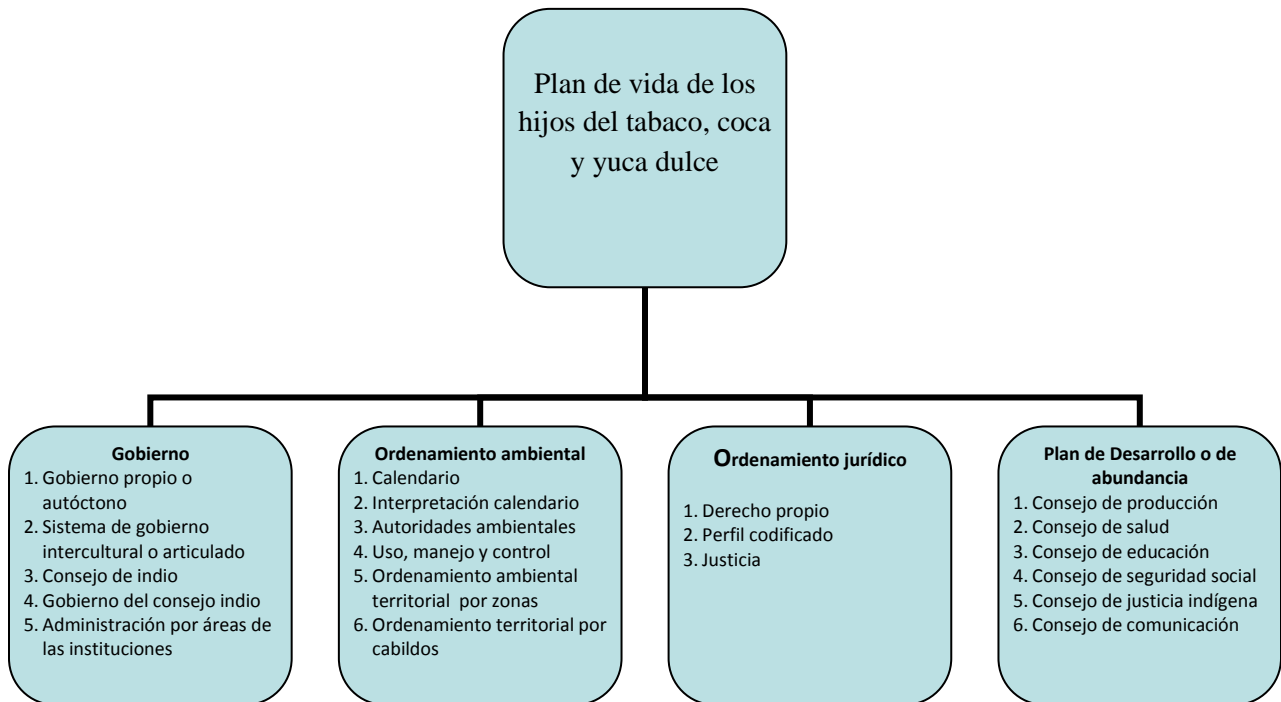 Plan de vida de los
hijos del tabaco, coca
y yuca dulce
Gobierno
1. Gobierno propio o
autóctono
2. Sistema de gobierno
intercultural o articulado
3. Consejo de indio
4. Gobierno del consejo indio
5. Administración por áreas de
las instituciones
Ordenamiento ambiental
1. Calendario
2. Interpretación calendario
3. Autoridades ambientales
4. Uso, manejo y control
5. Ordenamiento ambiental
territorial por zonas
6. Ordenamiento territorial por
cabildos
Ordenamiento jurídico
1. Derecho propio
2. Perfil codificado
3. Justicia
Plan de Desarrollo o de
abundancia
1. Consejo de producción
2. Consejo de salud
3. Consejo de educación
4. Consejo de seguridad social
5. Consejo de justicia indígena
6. Consejo de comunicación